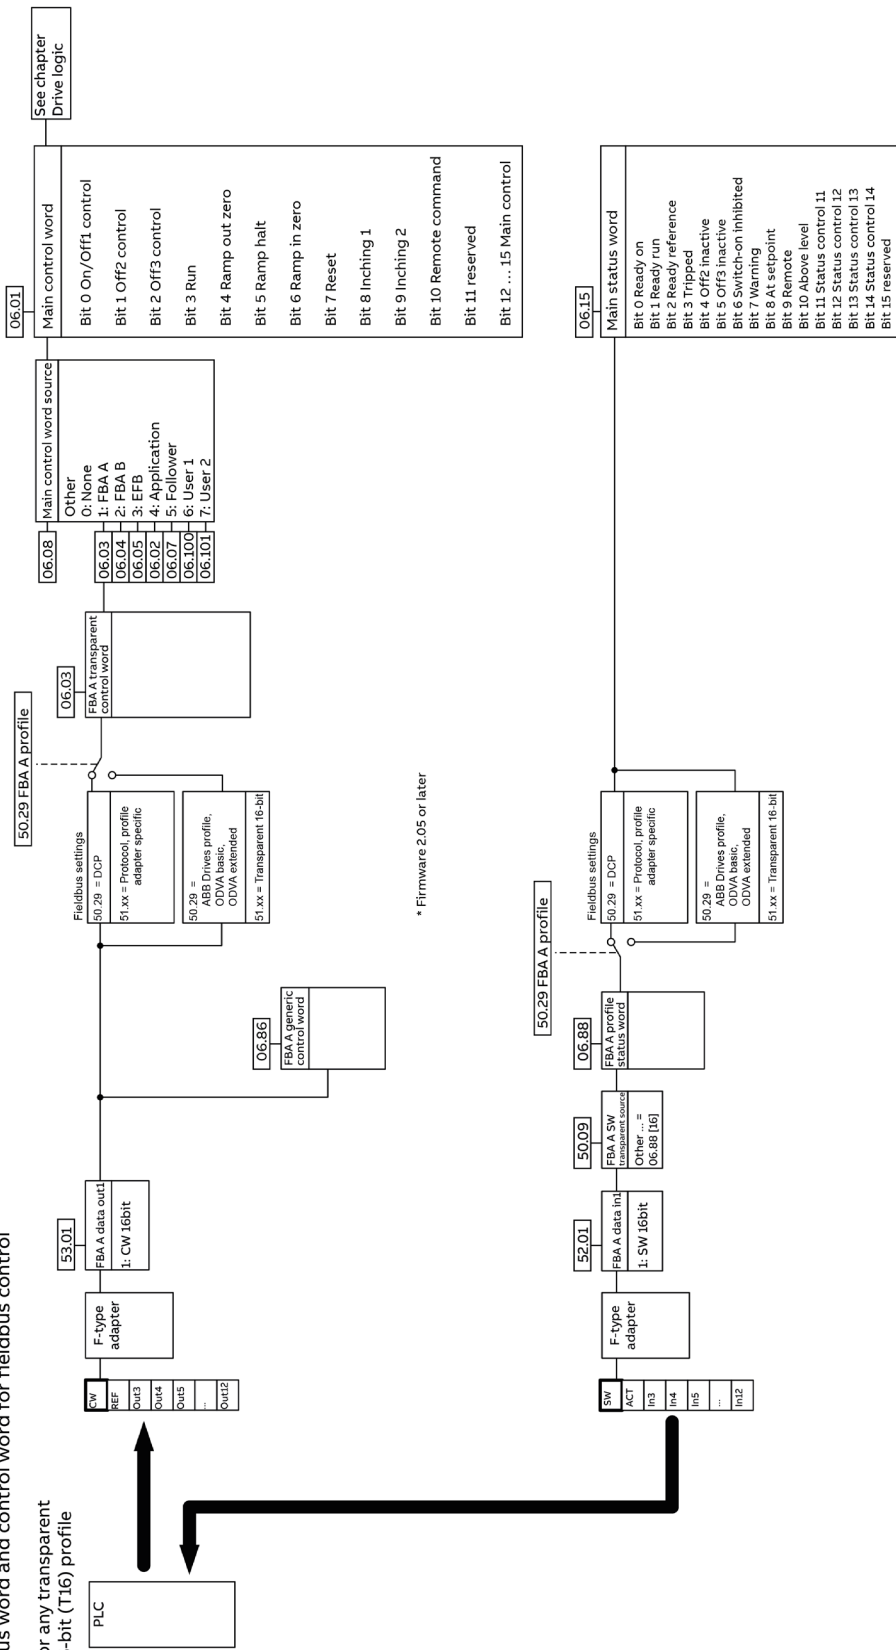 us word and control word for fieldbus control
or any transparent
-bit (T16) profile
PLC
CW
REF
Out3
Out4
Out5
...
Out12
F-type
adapter
53.01
FBA A data out1
1: CW 16bit
06.86
FBA A generic
control word
Fieldbus settings
50.29 = DCP
51.xx = Protocol, profile
adapter specific
50.29 =
ABB Drives profile,
ODVA basic,
ODVA extended
51.xx = Transparent 16-bit
50.29 FBA A profile
06.03
FBA A transparent
control word
06.08
Main control word source
Other
0: None
06.03
1: FBA A
06.04
2: FBA B
06.05
3: EFB
06.02
4: Application
06.07
5: Follower
06.100
6: User 1
06.101
7: User 2
06.01
Main control word
Bit 0 On/Off1 control
Bit 1 Off2 control
Bit 2 Off3 control
Bit 3 Run
Bit 4 Ramp out zero
Bit 5 Ramp halt
Bit 6 Ramp in zero
Bit 7 Reset
Bit 8 Inching 1
Bit 9 Inching 2
Bit 10 Remote command
Bit 11 reserved
Bit 12 ... 15 Main control
See chapter
Drive logic
* Firmware 2.05 or later
SW
ACT
In3
In4
In5
...
In12
F-type
adapter
52.01
FBA A data in1
1: SW 16bit
50.09
FBA A SW
transparent source
Other ... =
06.88 [16]
06.88
FBA A profile
status word
50.29 FBA A profile
Fieldbus settings
50.29 = DCP
51.xx = Protocol, profile
adapter specific
50.29 =
ABB Drives profile,
ODVA basic,
ODVA extended
51.xx = Transparent 16-bit
06.15
Main status word
Bit 0 Ready on
Bit 1 Ready run
Bit 2 Ready reference
Bit 3 Tripped
Bit 4 Off2 inactive
Bit 5 Off3 inactive
Bit 6 Switch-on inhibited
Bit 7 Warning
Bit 8 At setpoint
Bit 9 Remote
Bit 10 Above level
Bit 11 Status control 11
Bit 12 Status control 12
Bit 13 Status control 13
Bit 14 Status control 14
Bit 15 reserved